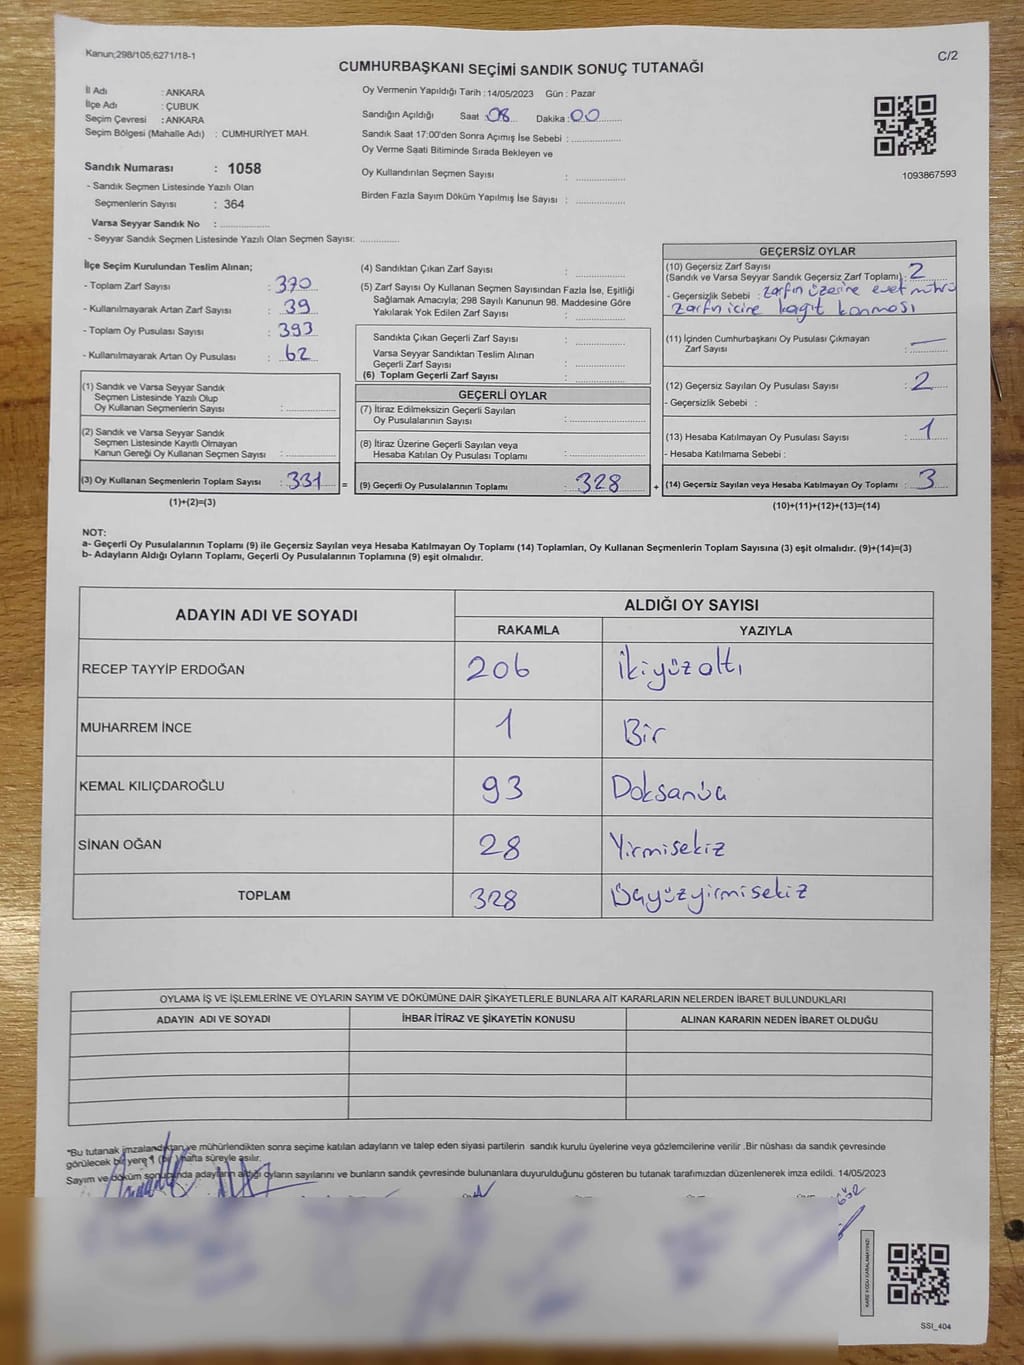 Kanun;298/105;6271/18-1
C/2
CUMHURBAŞKANI SEÇİMİ SANDIK SONUÇ TUTANAĞI
İl Adı : ANKARA
İlçe Adı : ÇUBUK
Seçim Çevresi : ANKARA
Seçim Bölgesi (Mahalle Adı) : CUMHURİYET MAH.
Sandık Numarası : 1058
- Sandık Seçmen Listesinde Yazılı Olan
Seçmenlerin Sayısı : 364
Varsa Seyyar Sandık No : ..............
- Seyyar Sandık Seçmen Listesinde Yazılı Olan Seçmen Sayısı: ............
Oy Vermenin Yapıldığı Tarih : 14/05/2023 Gün : Pazar
Sandığın Açıldığı Saat : 08 Dakika : 00
Sandık Saat 17:00'den Sonra Açımış İse Sebebi : ..............
Oy Verme Saati Bitiminde Sırada Bekleyen ve
Oy Kullandırılan Seçmen Sayısı : ..............
Birden Fazla Sayım Döküm Yapılmış İse Sayısı : ..............
1093867593
İlçe Seçim Kurulundan Teslim Alınan;
- Toplam Zarf Sayısı : 370
- Kullanılmayarak Artan Zarf Sayısı : 39
- Toplam Oy Pusulası Sayısı : 393
- Kullanılmayarak Artan Oy Pusulası : 62
(1) Sandık ve Varsa Seyyar Sandık
Seçmen Listesinde Yazılı Olup
Oy Kullanan Seçmenlerin Sayısı : ..............
(2) Sandık ve Varsa Seyyar Sandık
Seçmen Listesinde Kayıtlı Olmayan
Kanun Gereği Oy Kullanan Seçmen Sayısı : ..............
(3) Oy Kullanan Seçmenlerin Toplam Sayısı : 331 =
(1)+(2)=(3)
(4) Sandıktan Çıkan Zarf Sayısı : ..............
(5) Zarf Sayısı Oy Kullanan Seçmen Sayısından Fazla İse, Eşitliği
Sağlamak Amacıyla; 298 Sayılı Kanunun 98. Maddesine Göre
Yakılarak Yok Edilen Zarf Sayısı : ..............
Sandıkta Çıkan Geçerli Zarf Sayısı : ..............
Varsa Seyyar Sandıktan Teslim Alınan
Geçerli Zarf Sayısı : ..............
(6) Toplam Geçerli Zarf Sayısı : ..............
GEÇERLİ OYLAR
(7) İtiraz Edilmeksizin Geçerli Sayılan
Oy Pusulalarının Sayısı : ..............
(8) İtiraz Üzerine Geçerli Sayılan veya
Hesaba Katılan Oy Pusulası Toplamı : ..............
(9) Geçerli Oy Pusulalarının Toplamı : 328 +
GEÇERSİZ OYLAR
(10) Geçersiz Zarf Sayısı
(Sandık ve Varsa Seyyar Sandık Geçersiz Zarf Toplamı) : 2
- Geçersizlik Sebebi : zarfın üzerine evet mührü
zarfın içine kağıt konması
(11) İçinden Cumhurbaşkanı Oy Pusulası Çıkmayan
Zarf Sayısı : —
(12) Geçersiz Sayılan Oy Pusulası Sayısı : 2
- Geçersizlik Sebebi :
(13) Hesaba Katılmayan Oy Pusulası Sayısı : 1
- Hesaba Katılmama Sebebi :
(14) Geçersiz Sayılan veya Hesaba Katılmayan Oy Toplamı : 3
(10)+(11)+(12)+(13)=(14)
NOT:
a- Geçerli Oy Pusulalarının Toplamı (9) ile Geçersiz Sayılan veya Hesaba Katılmayan Oy Toplamı (14) Toplamları, Oy Kullanan Seçmenlerin Toplam Sayısına (3) eşit olmalıdır. (9)+(14)=(3)
b- Adayların Aldığı Oyların Toplamı, Geçerli Oy Pusulalarının Toplamına (9) eşit olmalıdır.
ADAYIN ADI VE SOYADI ALDIĞI OY SAYISI
RAKAMLA YAZIYLA
RECEP TAYYİP ERDOĞAN 206 İkiyüzaltı
MUHARREM İNCE 1 Bir
KEMAL KILIÇDAROĞLU 93 Doksanüç
SİNAN OĞAN 28 Yirmisekiz
TOPLAM 328 Üçyüzyirmisekiz
OYLAMA İŞ VE İŞLEMLERİNE VE OYLARIN SAYIM VE DÖKÜMÜNE DAİR ŞİKAYETLERLE BUNLARA AİT KARARLARIN NELERDEN İBARET BULUNDUKLARI
ADAYIN ADI VE SOYADI İHBAR İTİRAZ VE ŞİKAYETİN KONUSU ALINAN KARARIN NEDEN İBARET OLDUĞU
"Bu tutanak imzalandıktan ve mühürlendikten sonra seçime katılan adayların ve talep eden siyasi partilerin sandık kurulu üyelerine veya gözlemcilerine verilir .Bir nüshası da sandık çevresinde
görülecek bir yere 1 (bir) hafta süreyle asılır.
Sayım ve döküm sonucunda adayların aldığı oyların sayılarını ve bunların sandık çevresinde bulunanlara duyurulduğunu gösteren bu tutanak tarafımızdan düzenlenerek imza edildi. 14/05/2023
SSI_404